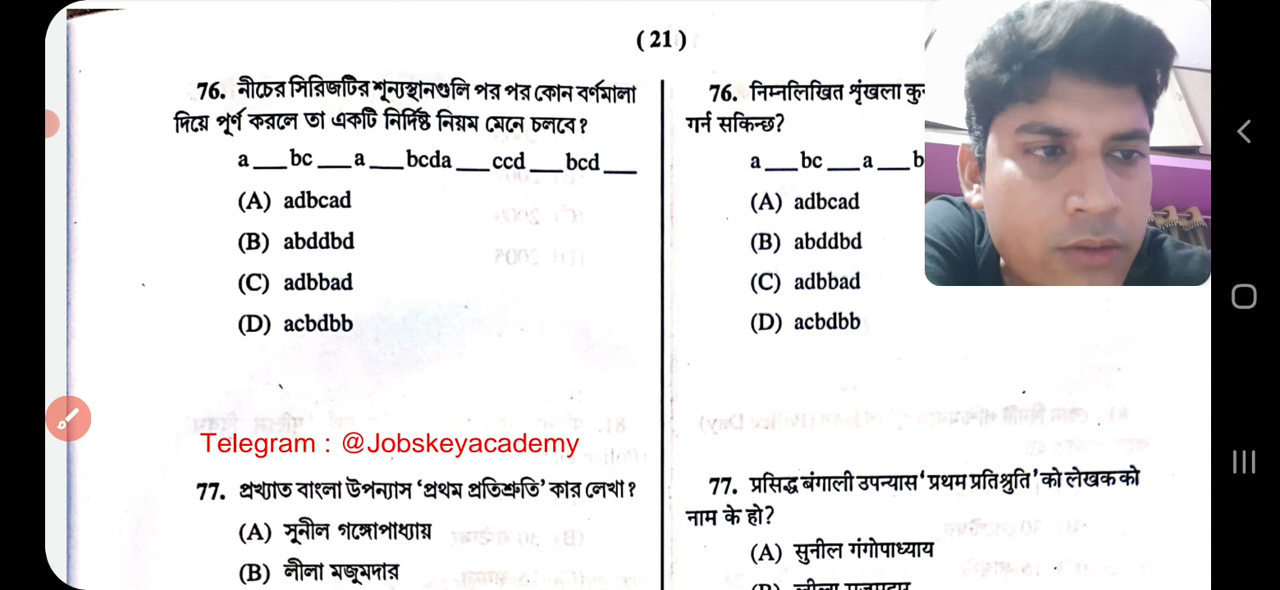 (21)
76. নীচের সিরিজটির শূন্যস্থানগুলি পর পর কোন বর্ণমালা
দিয়ে পূর্ণ করলে তা একটি নির্দিষ্ট নিয়ম মেনে চলবে?
a ___ bc ___ a ___ bcda ___ ccd ___ bcd ___
(A) adbcad
(B) abddbd
(C) adbbad
(D) acbdbb
Telegram : @Jobskeyacademy
77. প্রখ্যাত বাংলা উপন্যাস ‘প্রথম প্রতিশ্রুতি’ কার লেখা?
(A) সুনীল গঙ্গোপাধ্যায়
(B) লীলা মজুমদার
76. निम्नलिखित शृंखला
गर्न सकिन्छ?
a ___ bc ___ a ___ b
(A) adbcad
(B) abddbd
(C) adbbad
(D) acbdbb
77. प्रसिद्ध बंगाली उपन्यास ‘प्रथम प्रतिश्रुति’ को लेखक को
नाम के हो?
(A) सुनील गंगोपाध्याय